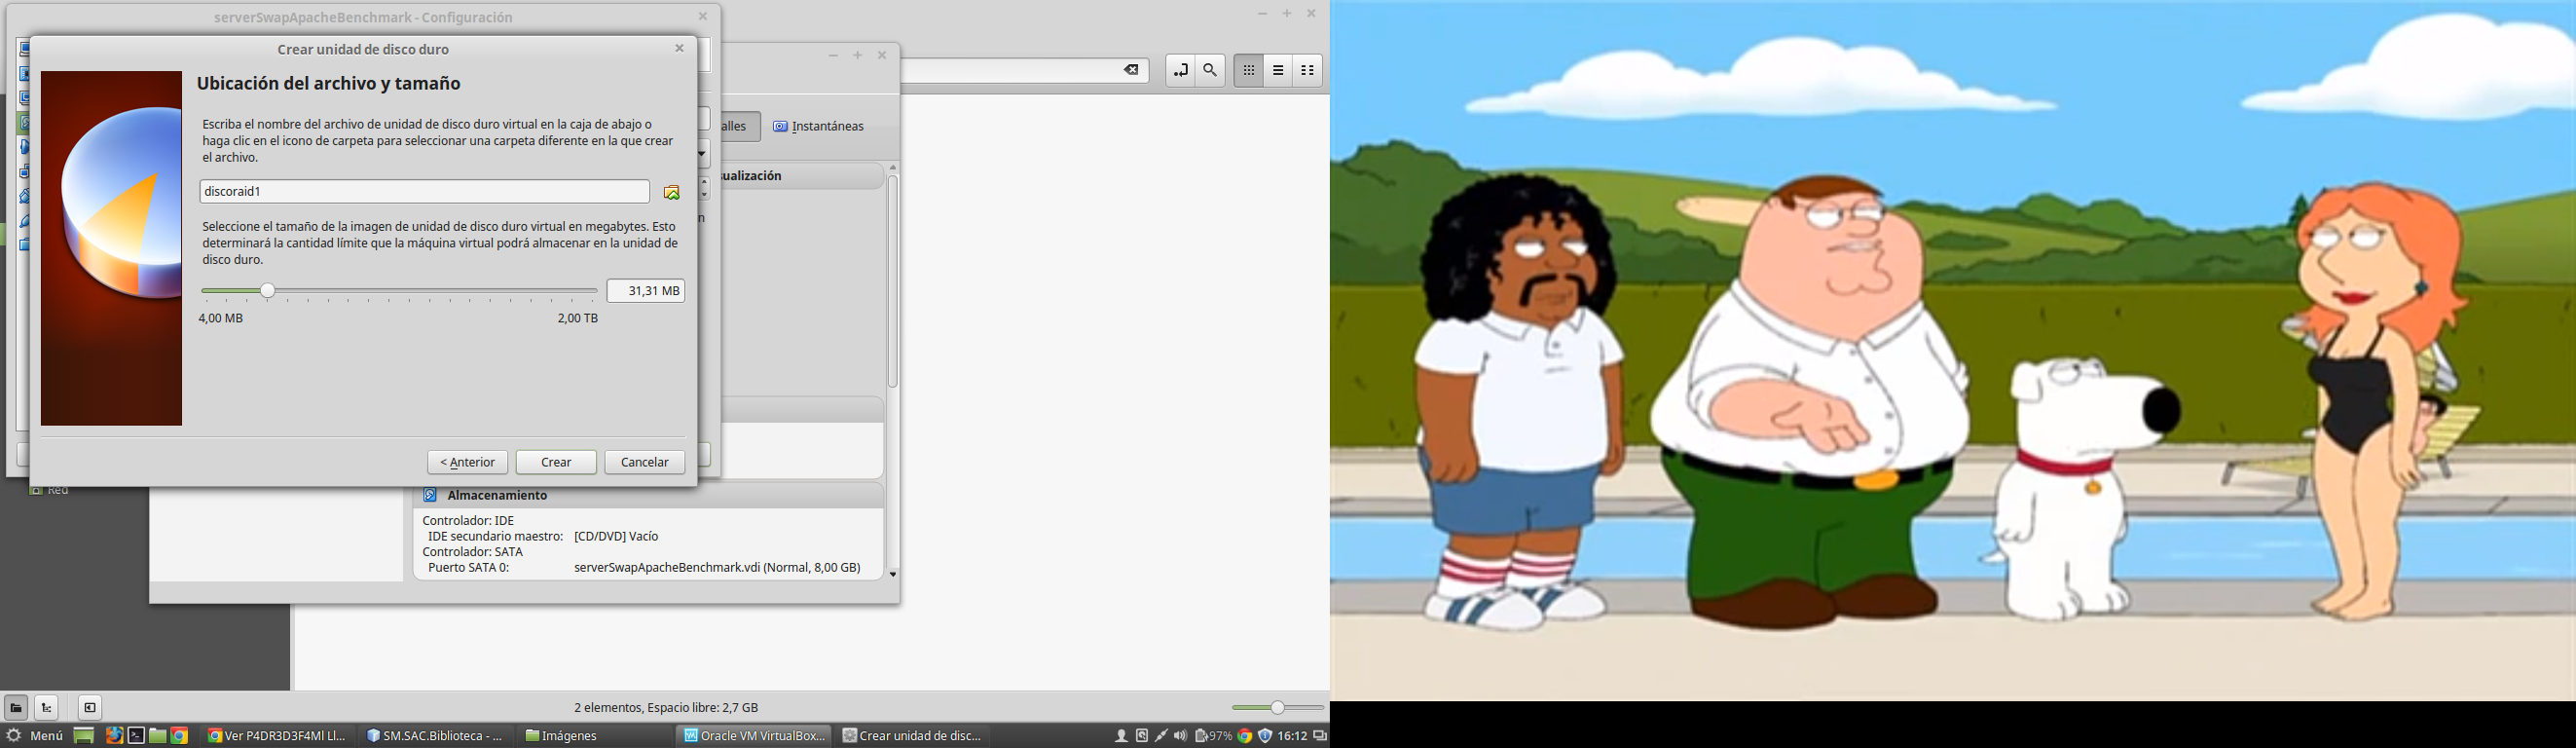 serverSwapApacheBenchmark - Configuración
Crear unidad de disco duro
Ubicación del archivo y tamaño
Escriba el nombre del archivo de unidad de disco duro virtual en la caja de abajo o
haga clic en el icono de carpeta para seleccionar una carpeta diferente en la que crear
el archivo.
discoraid1
Seleccione el tamaño de la imagen de unidad de disco duro virtual en megabytes. Esto
determinará la cantidad límite que la máquina virtual podrá almacenar en la unidad de
disco duro.
31,31 MB
4,00 MB 2,00 TB
< Anterior Crear Cancelar
alles Instantáneas
sualización
n
Red
Almacenamiento
Controlador: IDE
IDE secundario maestro: [CD/DVD] Vacío
Controlador: SATA
Puerto SATA 0: serverSwapApacheBenchmark.vdi (Normal, 8,00 GB)
2 elementos, Espacio libre: 2,7 GB
Menú Ver P4DR3D3F4Ml Ll... SM.SAC.Biblioteca - ... Imágenes Oracle VM VirtualBox... Crear unidad de disc... 97% 16:12